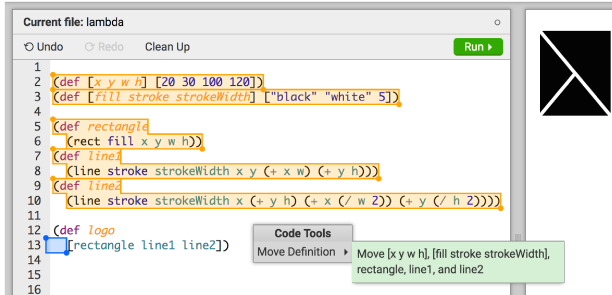 Current file: lambda
Undo Redo Clean Up Run
1
2 (def [x y w h] [20 30 100 120])
3 (def [fill stroke strokeWidth] ["black" "white" 5])
4
5 (def rectangle
6 (rect fill x y w h))
7 (def line1
8 (line stroke strokeWidth x y (+ x w) (+ y h)))
9 (def line2
10 (line stroke strokeWidth x (+ y h) (+ x (/ w 2)) (+ y (/ h 2))))
11
12 (def logo
13 [rectangle line1 line2])
14
15
16
Code Tools
Move Definition
Move [x y w h], [fill stroke strokeWidth],
rectangle, line1, and line2